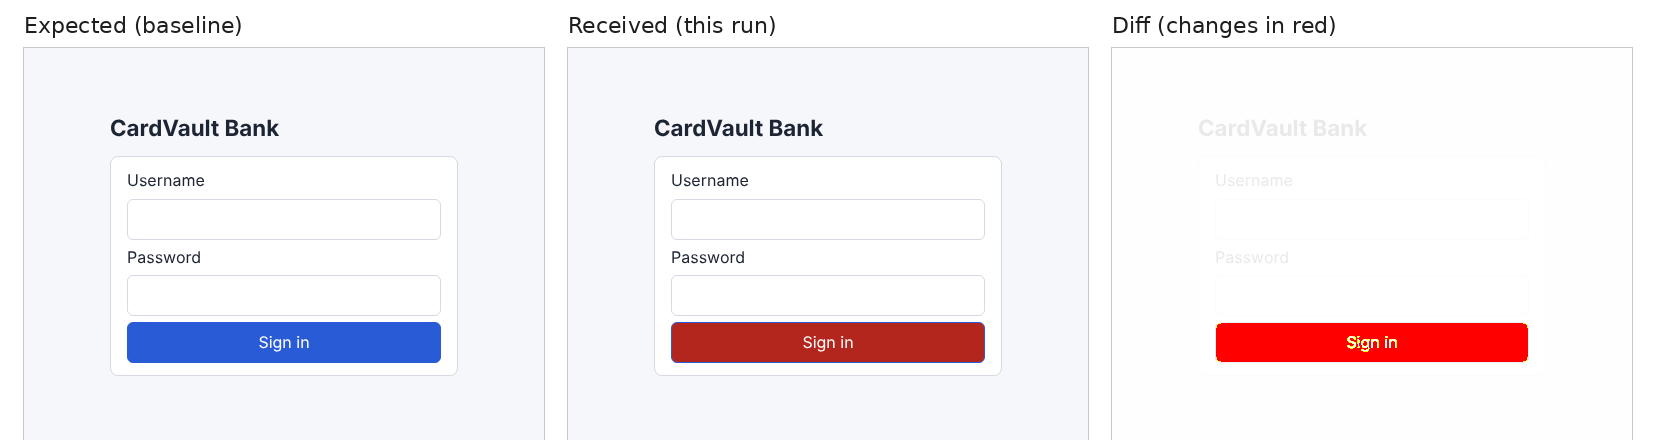 Expected (baseline)
CardVault Bank
Username
Password
Sign in
Received (this run)
CardVault Bank
Username
Password
Sign in
Diff (changes in red)
CardVault Bank
Username
Password
Sign in